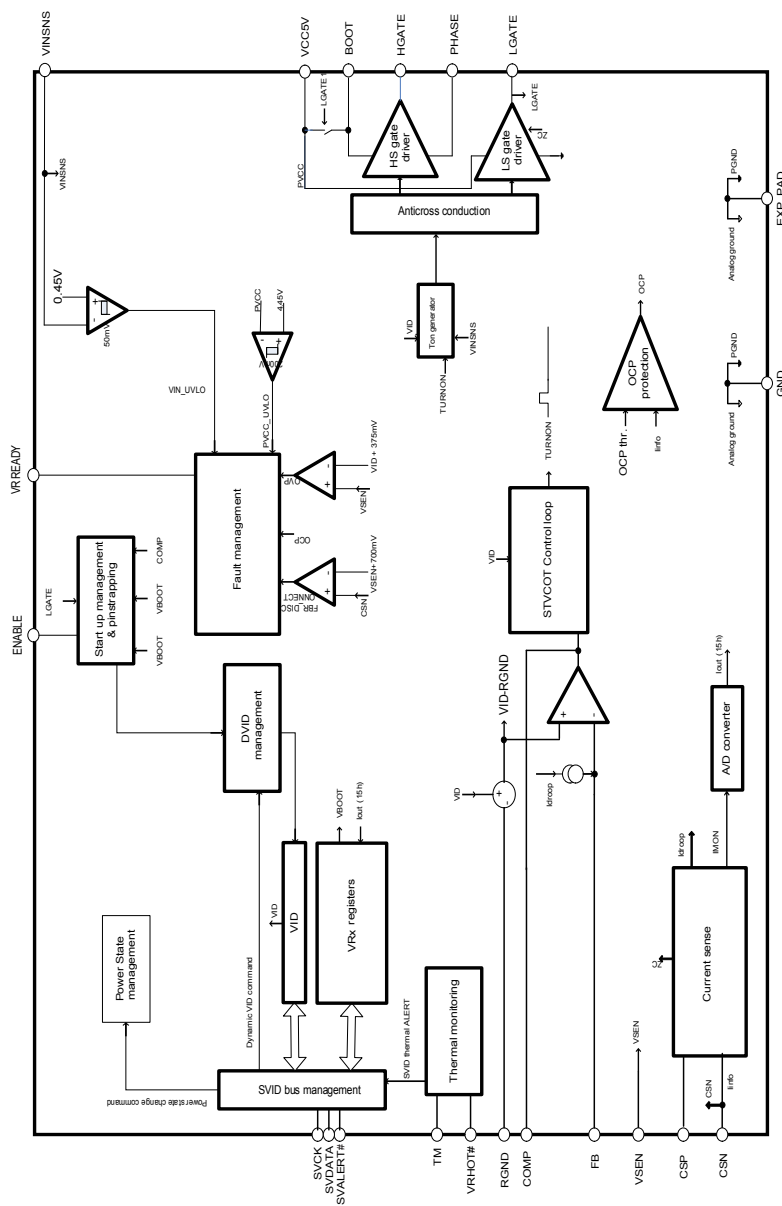 VINSNS
VCC5V
BOOT
HGATE
PHASE
LGATE
EXP_PAD
GND
VR READY
ENABLE
SVCK
SVDATA
SVALERT#
TM
VRHOT#
RGND
COMP
FB
VSEN
CSP
CSN
VINSNS
0.45V
+
-
50mV
VIN_UVLO
PVCC
4.45V
-
+
200mV
PVCC_UVLO
PVCC
LGATE
HS gate
driver
LS gate
driver
ZC
LGATE
Anticross conduction
Ton generator
VID
VINSNS
TURNON
Fault management
OVP
+
-
VSEN
VID + 375mV
OCP
FBR_DISC
ONNECT
+
-
CSN
VSEN+700mV
Start up management
& pinstrapping
LGATE
VBOOT
VBOOT
COMP
DVID
management
VID
VID
VRx registers
VBOOT
Iout (15h)
Power State
management
Dynamic VID command
Powerstate change command
SVID bus management
SVID thermal ALERT
Thermal monitoring
VID
+
-
VID-RGND
Idroop
+
-
STVCOT Control loop
VID
TURNON
OCP
protection
OCP thr.
Iinfo
OCP
Analog ground
PGND
Analog ground
PGND
VSEN
Current sense
ZC
Idroop
IMON
CSN
Iinfo
A/D converter
Iout (15h)